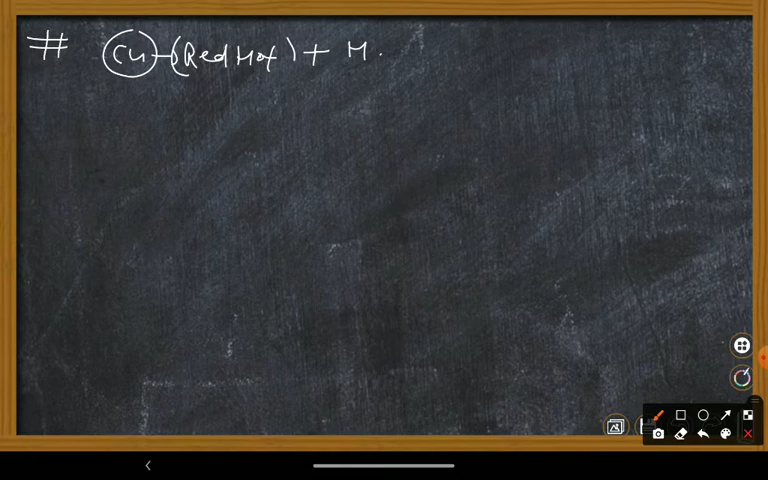 # Cu-(Red Hot) + H.